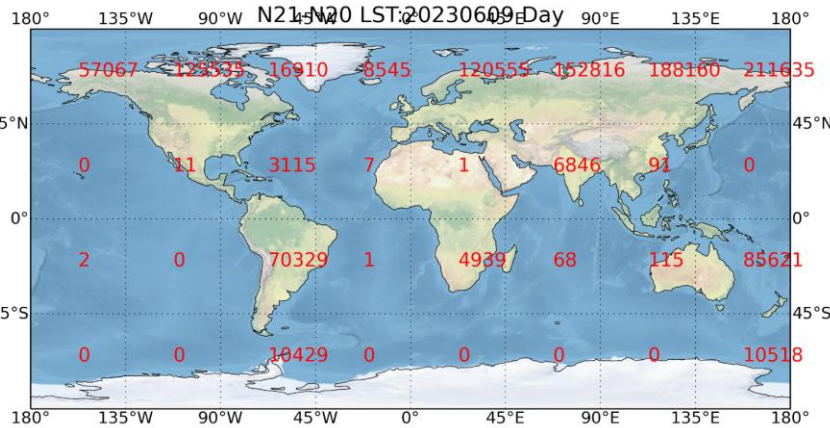 N21-N20 LST:20230609 Day
180° 135°W 90°W 45°W 0° 45°E 90°E 135°E 180°
57067 125535 16910 8545 120555 152816 188160 211635
5°N 45°N
0 11 3115 7 1 6846 91 0
0° 0°
2 0 70329 1 4939 68 115 85621
5°S 45°S
0 0 10429 0 0 0 0 10518
180° 135°W 90°W 45°W 0° 45°E 90°E 135°E 180°